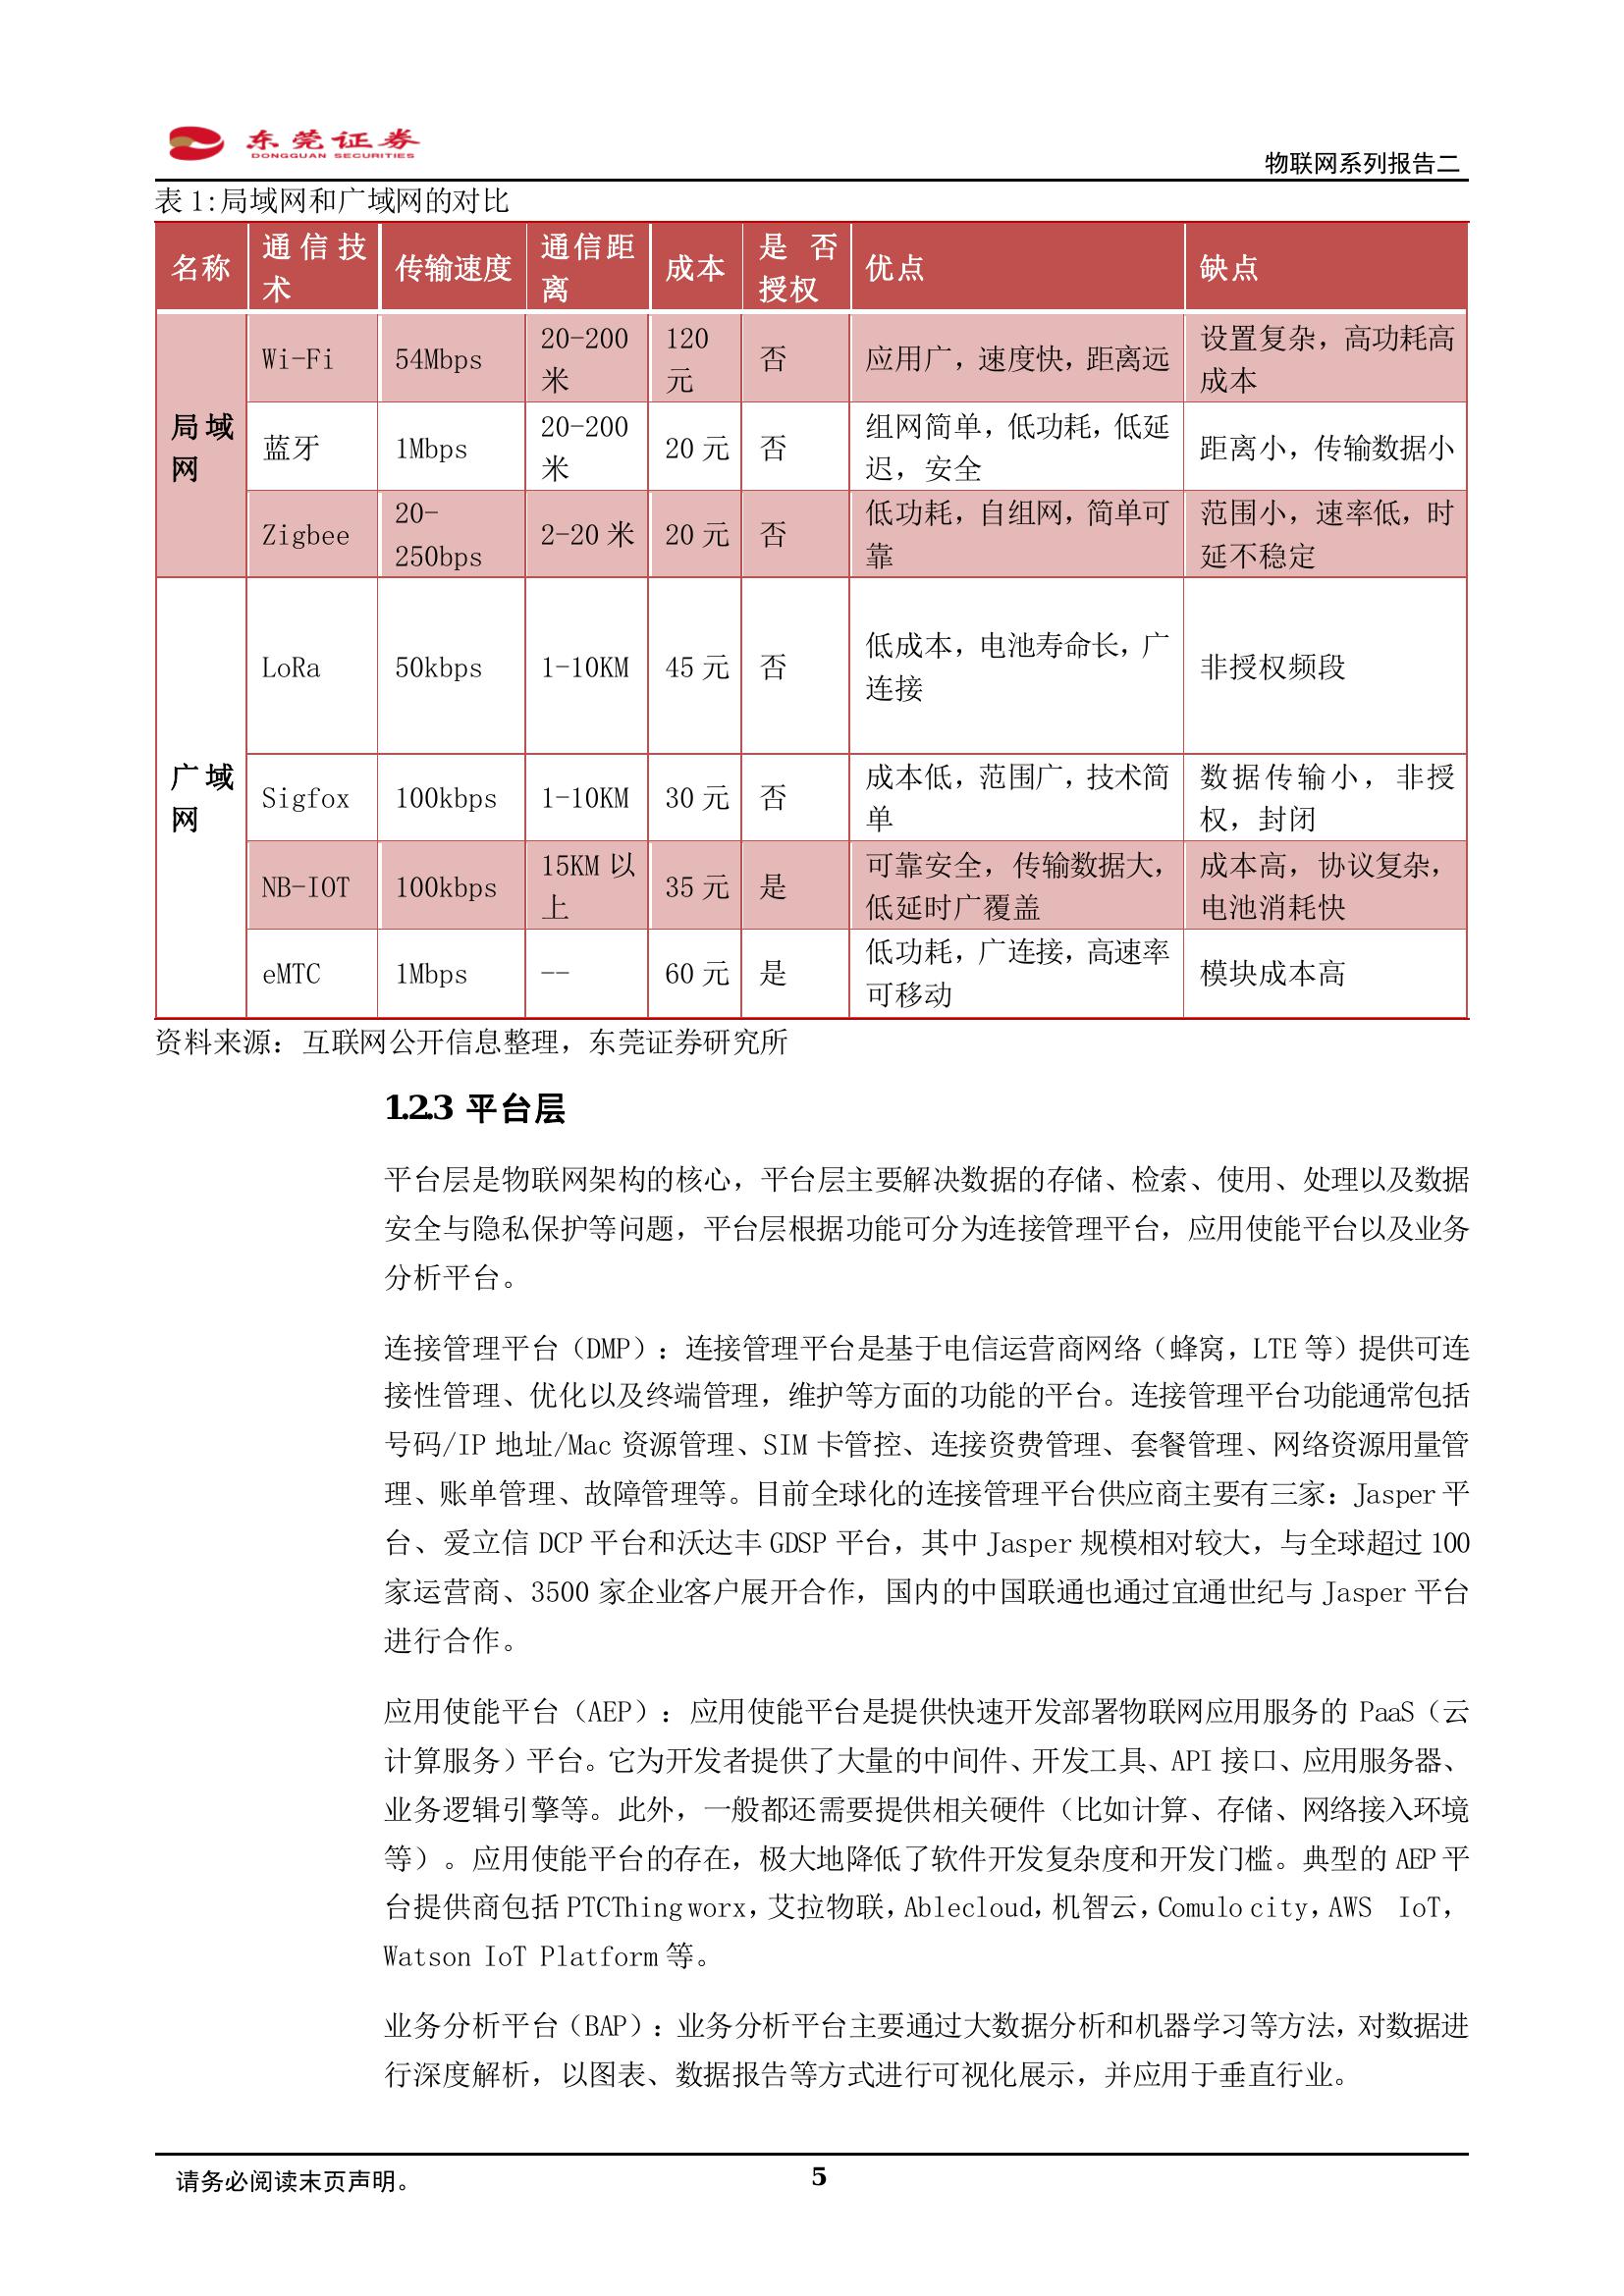 东莞证券
DONGGUAN SECURITIES
物联网系列报告二
表 1:局域网和广域网的对比
名称 通信技术 传输速度 通信距离 成本 是否授权 优点 缺点
局域网 Wi-Fi 54Mbps 20-200米 120元 否 应用广，速度快，距离远 设置复杂，高功耗高成本
蓝牙 1Mbps 20-200米 20 元 否 组网简单，低功耗，低延迟，安全 距离小，传输数据小
Zigbee 20-250bps 2-20 米 20 元 否 低功耗，自组网，简单可靠 范围小，速率低，时延不稳定
广域网 LoRa 50kbps 1-10KM 45 元 否 低成本，电池寿命长，广连接 非授权频段
Sigfox 100kbps 1-10KM 30 元 否 成本低，范围广，技术简单 数据传输小，非授权，封闭
NB-IOT 100kbps 15KM 以上 35 元 是 可靠安全，传输数据大，低延时广覆盖 成本高，协议复杂，电池消耗快
eMTC 1Mbps -- 60 元 是 低功耗，广连接，高速率可移动 模块成本高
资料来源：互联网公开信息整理，东莞证券研究所
1.2.3 平台层
平台层是物联网架构的核心，平台层主要解决数据的存储、检索、使用、处理以及数据
安全与隐私保护等问题，平台层根据功能可分为连接管理平台，应用使能平台以及业务
分析平台。
连接管理平台（DMP）：连接管理平台是基于电信运营商网络（蜂窝，LTE 等）提供可连
接性管理、优化以及终端管理，维护等方面的功能的平台。连接管理平台功能通常包括
号码/IP 地址/Mac 资源管理、SIM 卡管控、连接资费管理、套餐管理、网络资源用量管
理、账单管理、故障管理等。目前全球化的连接管理平台供应商主要有三家：Jasper 平
台、爱立信 DCP 平台和沃达丰 GDSP 平台，其中 Jasper 规模相对较大，与全球超过 100
家运营商、3500 家企业客户展开合作，国内的中国联通也通过宜通世纪与 Jasper 平台
进行合作。
应用使能平台（AEP）：应用使能平台是提供快速开发部署物联网应用服务的 PaaS（云
计算服务）平台。它为开发者提供了大量的中间件、开发工具、API 接口、应用服务器、
业务逻辑引擎等。此外，一般都还需要提供相关硬件（比如计算、存储、网络接入环境
等）。应用使能平台的存在，极大地降低了软件开发复杂度和开发门槛。典型的 AEP 平
台提供商包括 PTCThingworx，艾拉物联，Ablecloud，机智云，Comulo city，AWS IoT，
Watson IoT Platform 等。
业务分析平台（BAP）：业务分析平台主要通过大数据分析和机器学习等方法，对数据进
行深度解析，以图表、数据报告等方式进行可视化展示，并应用于垂直行业。
请务必阅读末页声明。
5